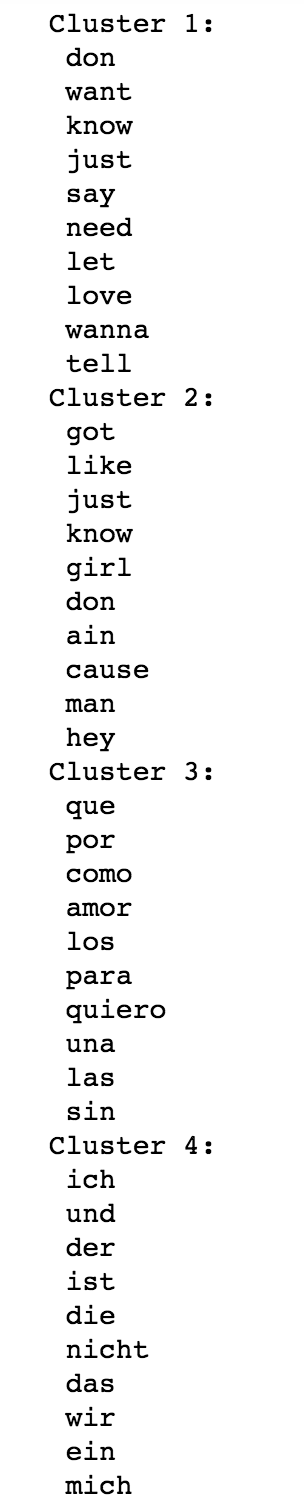 Cluster 1:
don
want
know
just
say
need
let
love
wanna
tell
Cluster 2:
got
like
just
know
girl
don
ain
cause
man
hey
Cluster 3:
que
por
como
amor
los
para
quiero
una
las
sin
Cluster 4:
ich
und
der
ist
die
nicht
das
wir
ein
mich